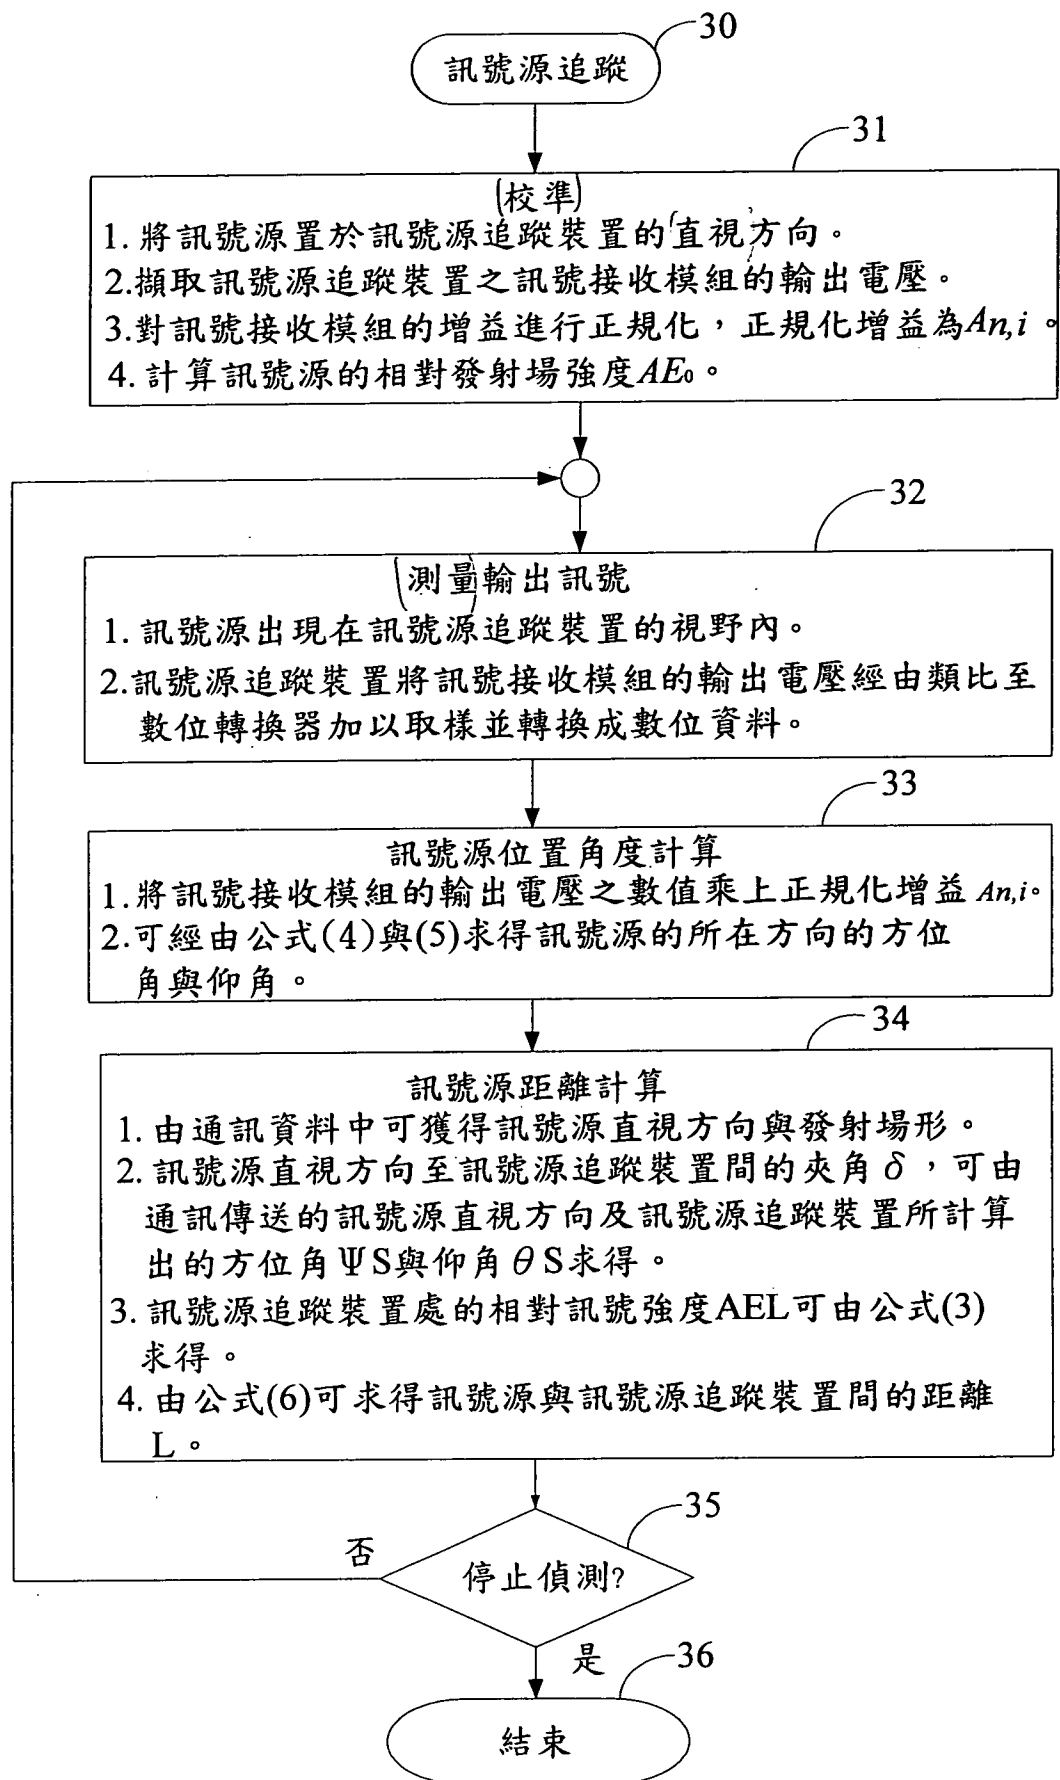 30
訊號源追蹤
31
(校準)
1. 將訊號源置於訊號源追蹤裝置的直視方向。
2.擷取訊號源追蹤裝置之訊號接收模組的輸出電壓。
3.對訊號接收模組的增益進行正規化，正規化增益為An,i。
4. 計算訊號源的相對發射場強度AE0。
32
(測量)輸出訊號
1. 訊號源出現在訊號源追蹤裝置的視野內。
2.訊號源追蹤裝置將訊號接收模組的輸出電壓經由類比至
數位轉換器加以取樣並轉換成數位資料。
33
訊號源位置角度計算
1.將訊號接收模組的輸出電壓之數值乘上正規化增益 An,i。
2.可經由公式(4)與(5)求得訊號源的所在方向的方位
角與仰角。
34
訊號源距離計算
1. 由通訊資料中可獲得訊號源直視方向與發射場形。
2. 訊號源直視方向至訊號源追蹤裝置間的夾角δ，可由
通訊傳送的訊號源直視方向及訊號源追蹤裝置所計算
出的方位角ΨS與仰角θS求得。
3. 訊號源追蹤裝置處的相對訊號強度AEL可由公式(3)
求得。
4. 由公式(6)可求得訊號源與訊號源追蹤裝置間的距離
L。
35
否
停止偵測?
是
36
結束